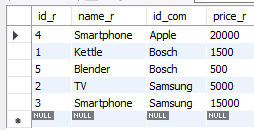 id_r name_r id_com price_r
4 Smartphone Apple 20000
1 Kettle Bosch 1500
5 Blender Bosch 500
2 TV Samsung 5000
3 Smartphone Samsung 15000
NULL NULL NULL NULL